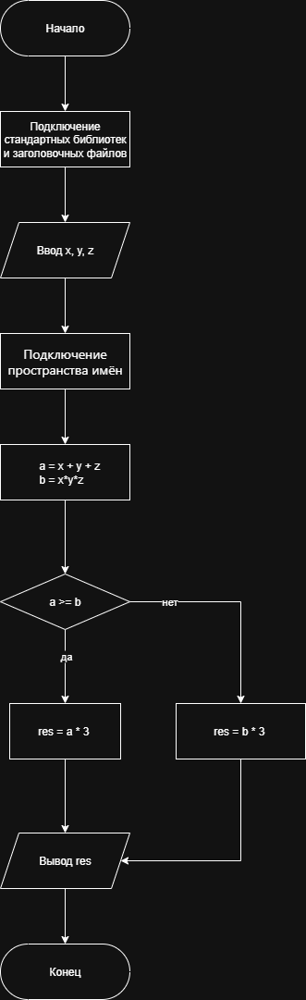 Начало
Подключение
стандартных библиотек
и заголовочных файлов
Ввод x, y, z
Подключение
пространства имён
a = x + y + z
b = x*y*z
a >= b
нет
да
res = a * 3
res = b * 3
Вывод res
Конец